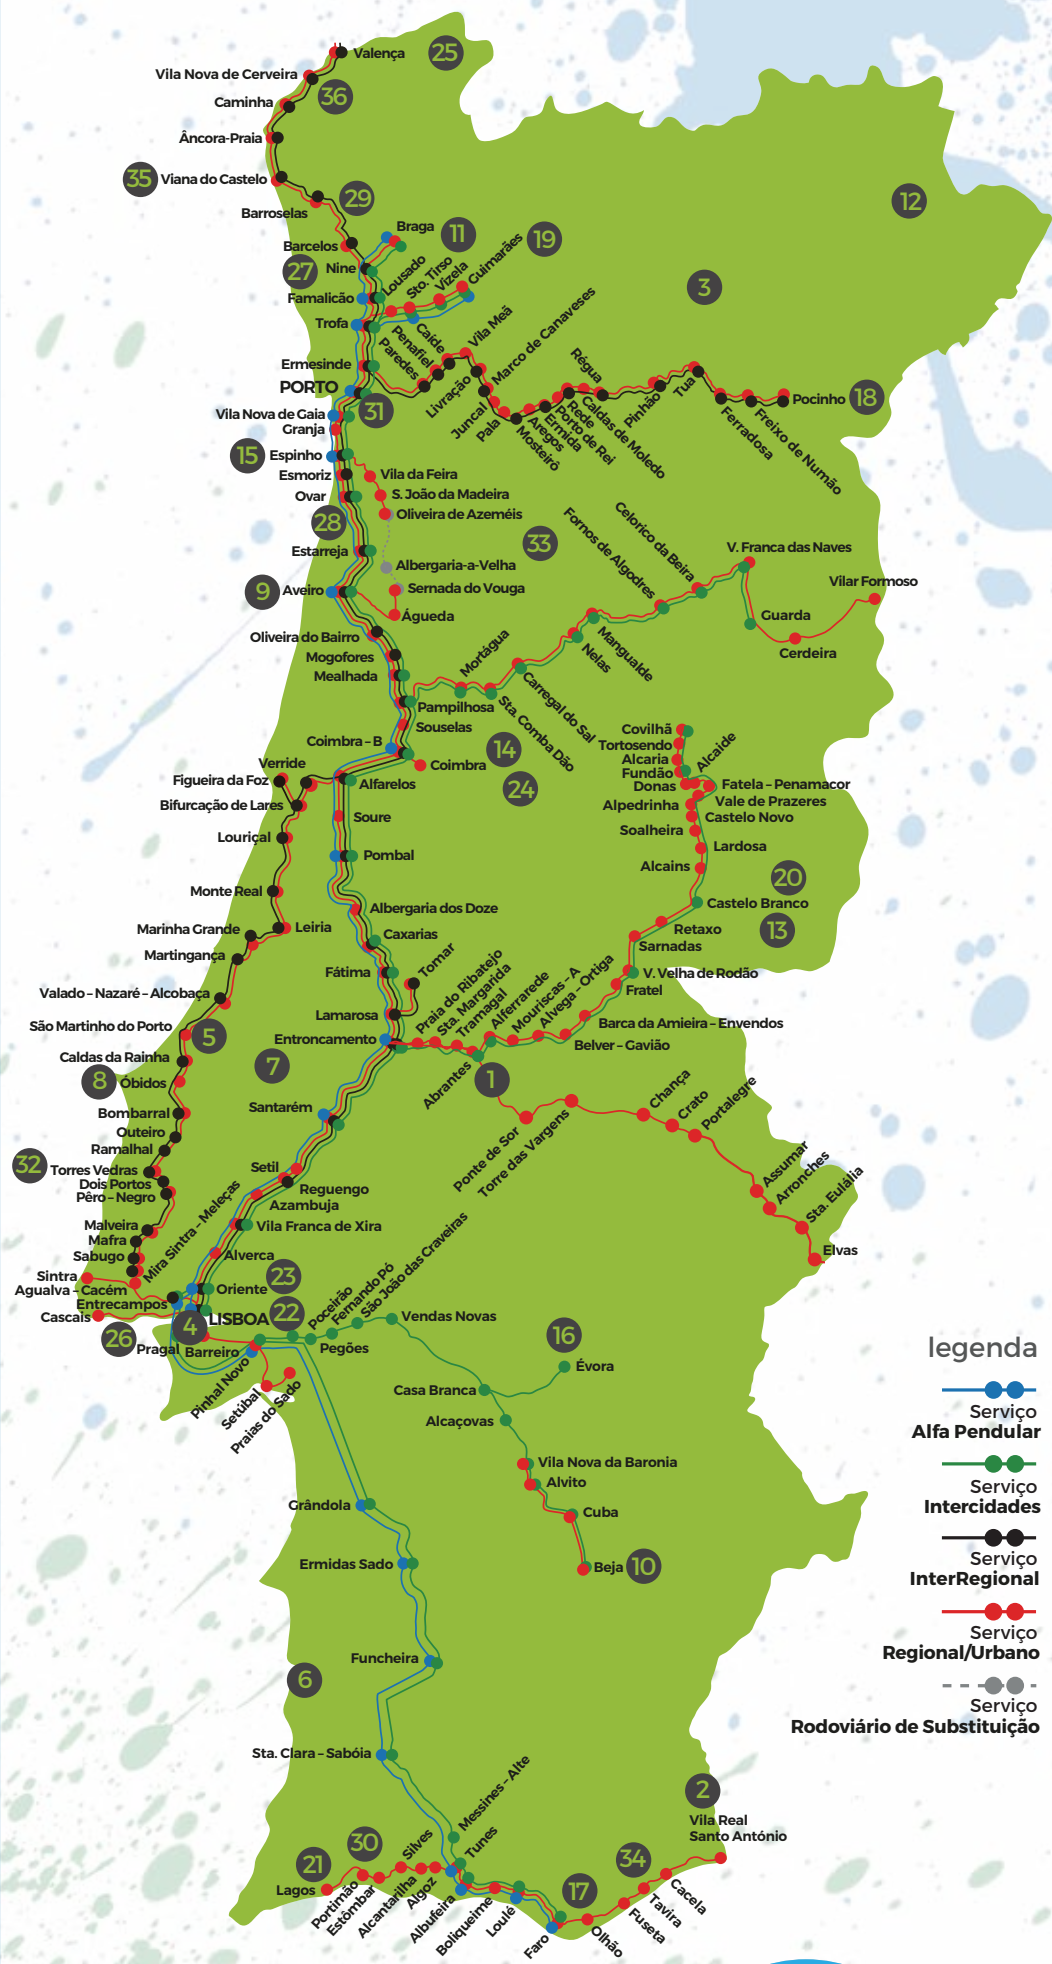 Valença
25
Vila Nova de Cerveira
36
Caminha
Âncora-Praia
35
Viana do Castelo
29
Barroselas
12
Braga
11
19
Barcelos
27
Nine
Lousado
Sto. Tirso
Vizela
Guimarães
3
Famalicão
Trofa
Ermesinde
Paredes
Penafiel
Caíde
Vila Meã
Livração
Marco de Canaveses
Juncal
Pala
Mosteirô
Aregos
Ermida
Porto de Rei
Rede
Caldas de Moledo
Régua
Pinhão
Tua
Ferradosa
Freixo de Numão
Pocinho
18
PORTO
31
Vila Nova de Gaia
Granja
15
Espinho
Esmoriz
Vila da Feira
Ovar
S. João da Madeira
28
Oliveira de Azeméis
33
Estarreja
Albergaria-a-Velha
9
Aveiro
Sernada do Vouga
Águeda
Oliveira do Bairro
Mogofores
Mealhada
Pampilhosa
Souselas
Mortágua
Sta. Comba Dão
Carregal do Sal
Nelas
Mangualde
Fornos de Algodres
Celorico da Beira
V. Franca das Naves
Vilar Formoso
Guarda
Cerdeira
Coimbra – B
14
Coimbra
24
Verride
Figueira da Foz
Alfarelos
Bifurcação de Lares
Soure
Louriçal
Pombal
Monte Real
Albergaria dos Doze
Marinha Grande
Leiria
Caxarias
Martingança
Fátima
Tomar
Valado – Nazaré – Alcobaça
Lamarosa
São Martinho do Porto
5
Entroncamento
Caldas da Rainha
7
8
Óbidos
Covilhã
Tortosendo
Alcaria
Fundão
Donas
Alcaide
Fatela – Penamacor
Vale de Prazeres
Alpedrinha
Castelo Novo
Soalheira
Lardosa
Alcains
20
Castelo Branco
13
Retaxo
Sarnadas
V. Velha de Rodão
Fratel
Barca da Amieira – Envendos
Belver – Gavião
Praia do Ribatejo
Sta. Margarida
Tramagal
Alferrarede
Mouriscas – A
Alvega – Ortiga
Abrantes
1
Ponte de Sor
Torre das Vargens
Chança
Crato
Portalegre
Assumar
Arronches
Sta. Eulália
Elvas
Bombarral
Santarém
Outeiro
Ramalhal
32
Torres Vedras
Dois Portos
Pêro – Negro
Setil
Reguengo
Azambuja
Malveira
Vila Franca de Xira
Mafra
Sabugo
Mira Sintra – Meleças
Alverca
Sintra
Agualva – Cacém
Oriente
23
Entrecampos
Cascais
LISBOA
22
4
26
Pragal
Barreiro
Pinhal Novo
Setúbal
Praias do Sado
Poceirão
Fernando Pó
São João das Craveiras
Pegões
Vendas Novas
16
Évora
Casa Branca
Alcaçovas
Vila Nova da Baronia
Alvito
Cuba
Beja
10
Grândola
Ermidas Sado
Funcheira
6
Sta. Clara – Sabóia
Messines – Alte
Tunes
2
Vila Real
Santo António
30
21
Lagos
Portimão
Estômbar
Silves
Alcantarilha
Algoz
Albufeira
Boliqueime
Loulé
17
Faro
Olhão
34
Fuseta
Tavira
Cacela
legenda
Serviço
Alfa Pendular
Serviço
Intercidades
Serviço
InterRegional
Serviço
Regional/Urbano
Serviço
Rodoviário de Substituição